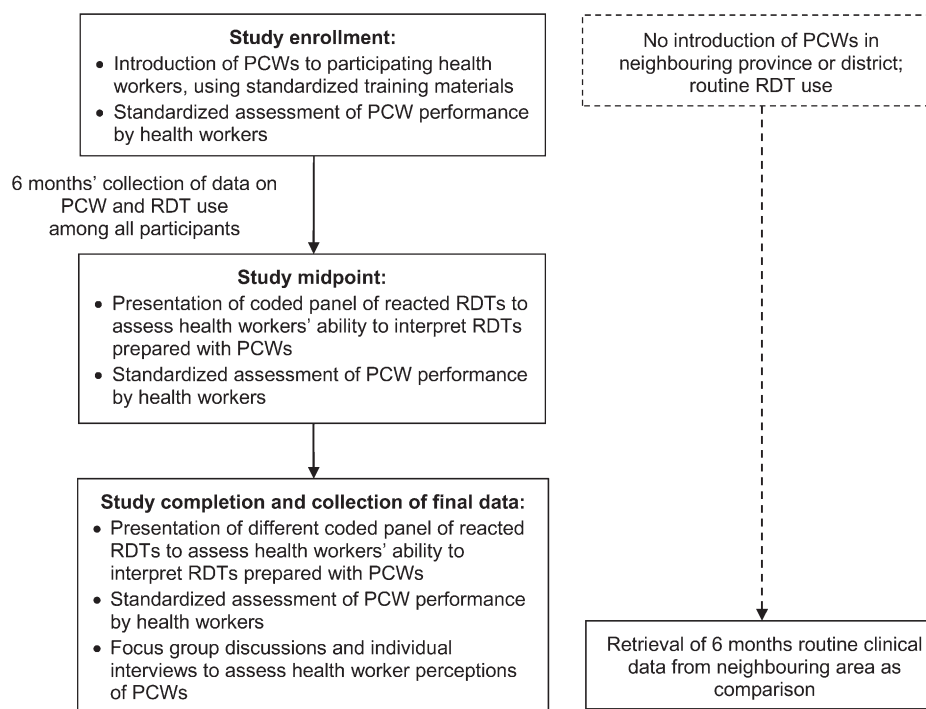 Study enrollment:
• Introduction of PCWs to participating health
workers, using standardized training materials
• Standardized assessment of PCW performance
by health workers
6 months’ collection of data on
PCW and RDT use
among all participants
Study midpoint:
• Presentation of coded panel of reacted RDTs to
assess health workers’ ability to interpret RDTs
prepared with PCWs
• Standardized assessment of PCW performance
by health workers
Study completion and collection of final data:
• Presentation of different coded panel of reacted
RDTs to assess health workers’ ability to
interpret RDTs prepared with PCWs
• Standardized assessment of PCW performance
by health workers
• Focus group discussions and individual
interviews to assess health worker perceptions
of PCWs
No introduction of PCWs in
neighbouring province or district;
routine RDT use
Retrieval of 6 months routine clinical
data from neighbouring area as
comparison